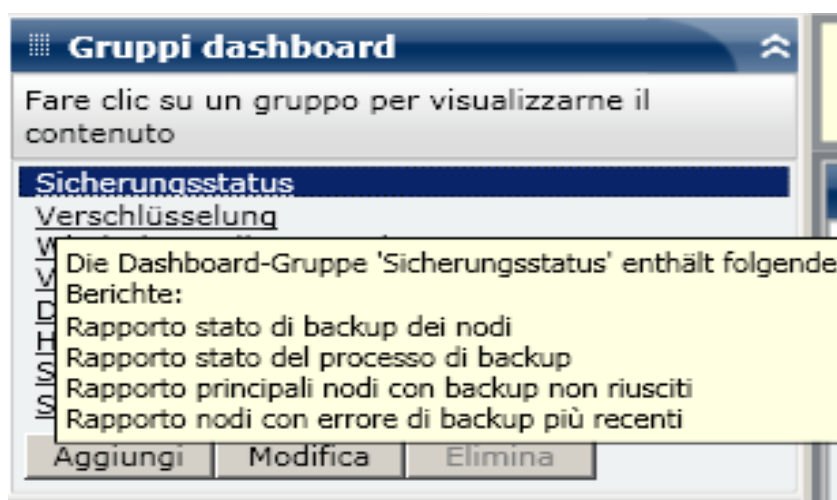 Gruppi dashboard
Fare clic su un gruppo per visualizzarne il
contenuto
Sicherungsstatus
Verschlüsselung
Die Dashboard-Gruppe 'Sicherungsstatus' enthält folgende
Berichte:
Rapporto stato di backup dei nodi
Rapporto stato del processo di backup
Rapporto principali nodi con backup non riusciti
Rapporto nodi con errore di backup più recenti
Aggiungi
Modifica
Elimina